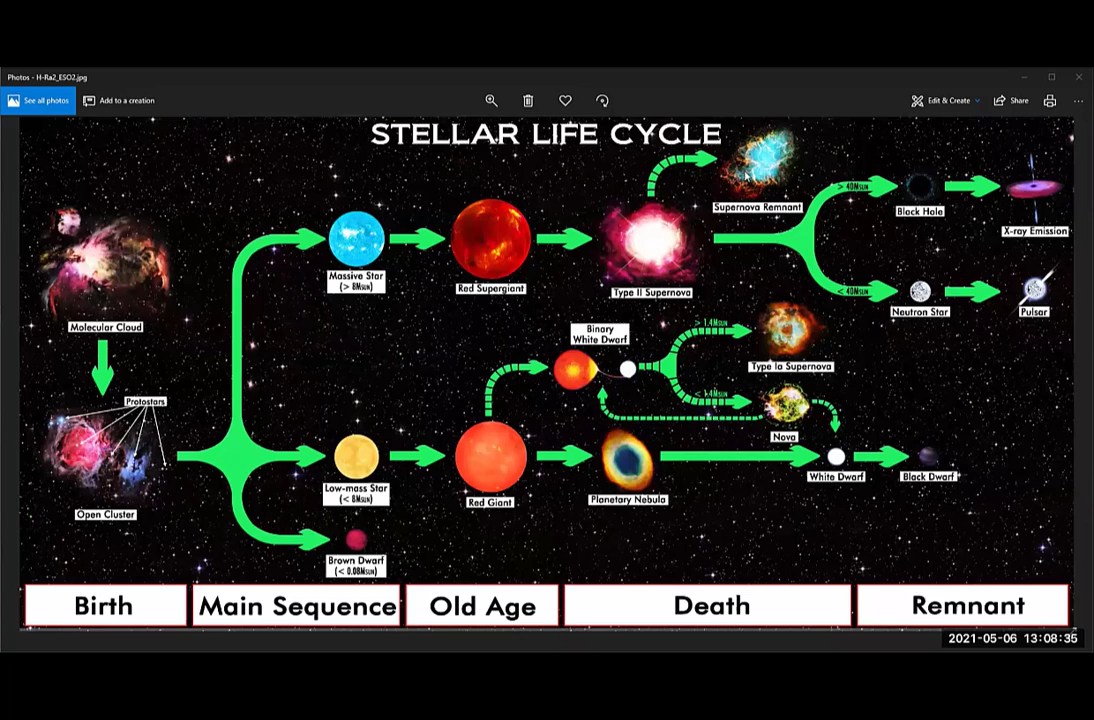 Photos - H-Ra2_ESO2.jpg
See all photos
Add to a creation
Edit & Create
Share
STELLAR LIFE CYCLE
Supernova Remnant
> 40MSUN
Black Hole
X-ray Emission
Massive Star
(> 8MSUN)
Red Supergiant
Type II Supernova
< 40MSUN
Neutron Star
Pulsar
Molecular Cloud
Binary
White Dwarf
> 1.4MSUN
Type Ia Supernova
< 1.4MSUN
Nova
Protostars
Open Cluster
Low-mass Star
(< 8MSUN)
Red Giant
Planetary Nebula
White Dwarf
Black Dwarf
Brown Dwarf
(< 0.08MSUN)
Birth
Main Sequence
Old Age
Death
Remnant
2021-05-06 13:08:35